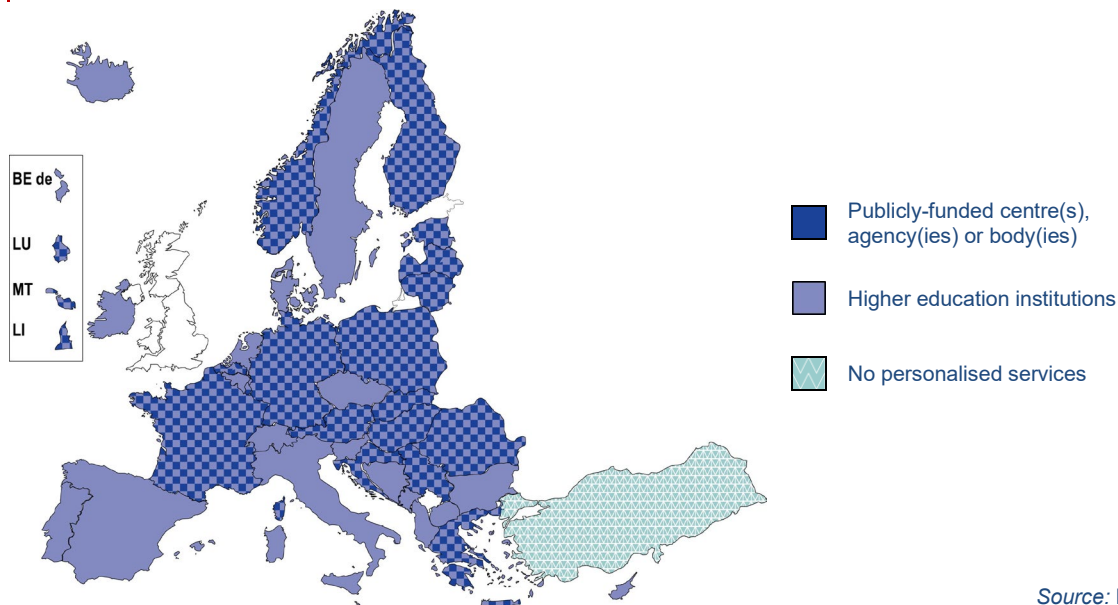 BE de
LU
MT
LI
Publicly-funded centre(s),
agency(ies) or body(ies)
Higher education institutions
No personalised services
Source: